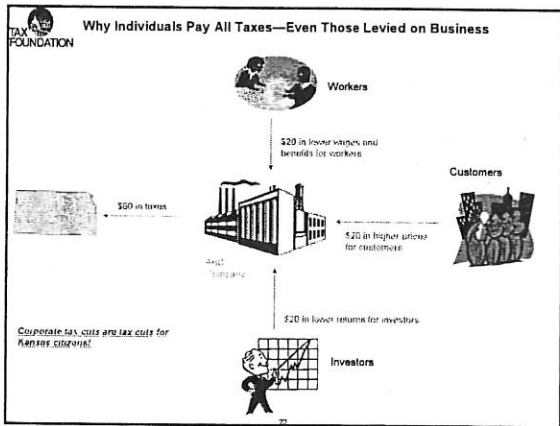 TAX
FOUNDATION
Why Individuals Pay All Taxes—Even Those Levied on Business
Workers
$20 in lower wages and
benefits for workers
Customers
$60 in taxes
$20 in higher prices
for customers
Company
$20 in lower returns for investors
Corporate tax cuts are tax cuts for
Kansas citizens!
Investors